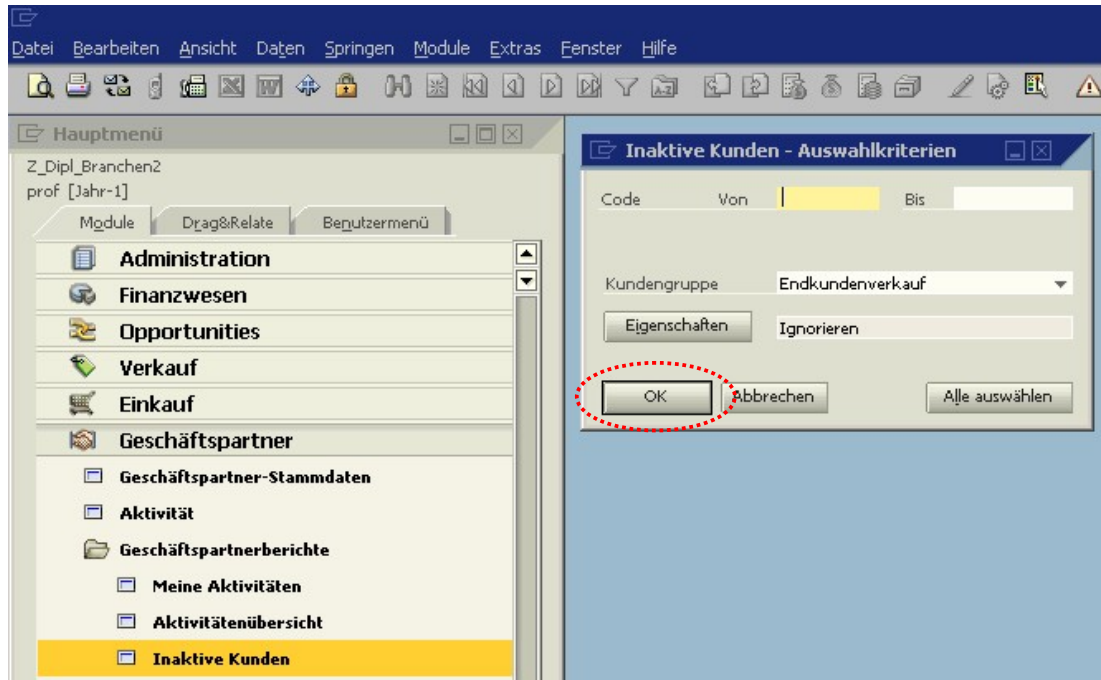 Datei Bearbeiten Ansicht Daten Springen Module Extras Fenster Hilfe
Hauptmenü
Z_Dipl_Branchen2
prof [Jahr-1]
Module Drag&Relate Benutzermenü
Administration
Finanzwesen
Opportunities
Verkauf
Einkauf
Geschäftspartner
Geschäftspartner-Stammdaten
Aktivität
Geschäftspartnerberichte
Meine Aktivitäten
Aktivitätenübersicht
Inaktive Kunden
Inaktive Kunden - Auswahlkriterien
Code Von Bis
Kundengruppe Endkundenverkauf
Eigenschaften Ignorieren
OK Abbrechen Alle auswählen